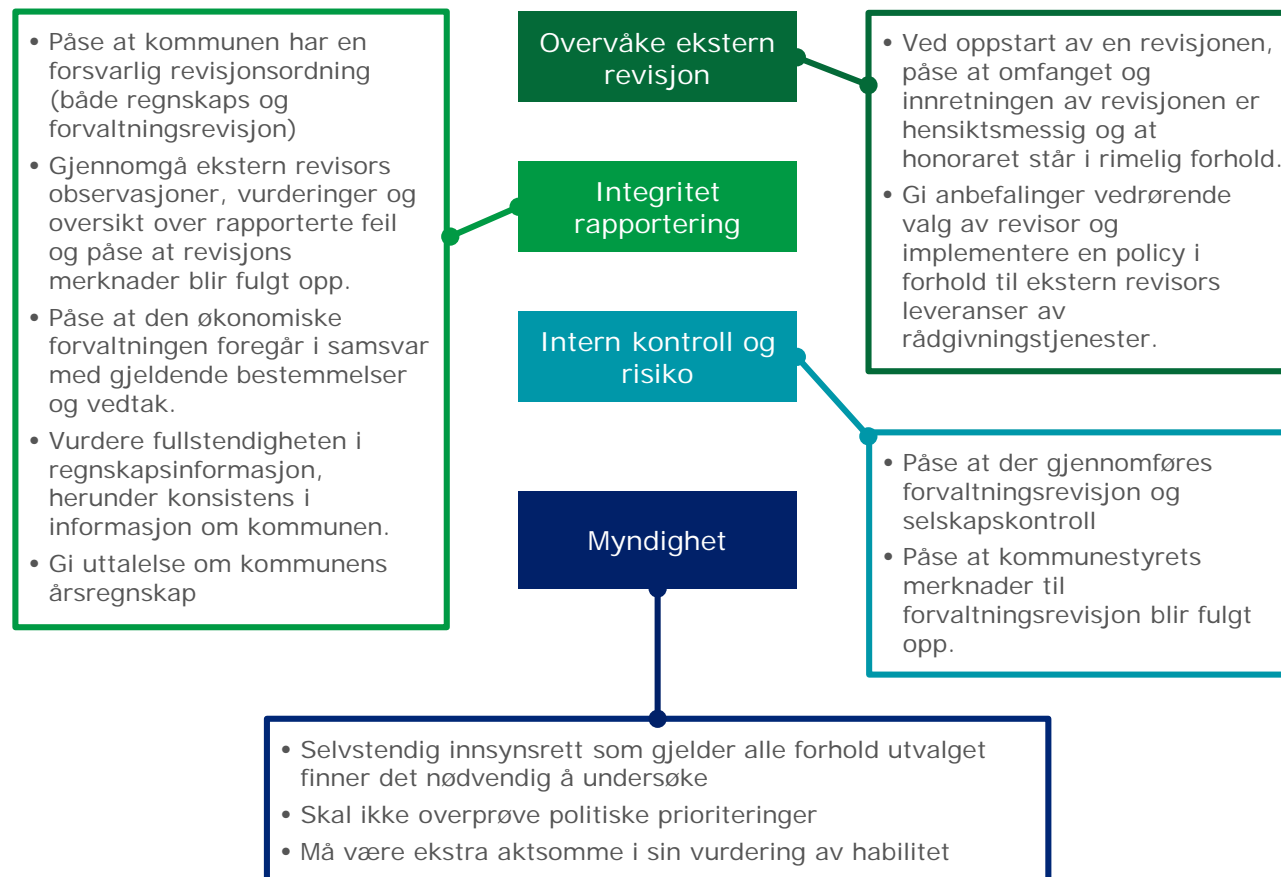 • Påse at kommunen har en
forsvarlig revisjonsordning
(både regnskaps og
forvaltningsrevisjon)
• Gjennomgå ekstern revisors
observasjoner, vurderinger og
oversikt over rapporterte feil
og påse at revisjons
merknader blir fulgt opp.
• Påse at den økonomiske
forvaltningen foregår i samsvar
med gjeldende bestemmelser
og vedtak.
• Vurdere fullstendigheten i
regnskapsinformasjon,
herunder konsistens i
informasjon om kommunen.
• Gi uttalelse om kommunens
årsregnskap
Overvåke ekstern
revisjon
Integritet
rapportering
Intern kontroll og
risiko
Myndighet
• Ved oppstart av en revisjonen,
påse at omfanget og
innretningen av revisjonen er
hensiktsmessig og at
honoraret står i rimelig forhold.
• Gi anbefalinger vedrørende
valg av revisor og
implementere en policy i
forhold til ekstern revisors
leveranser av
rådgivningstjenester.
• Påse at der gjennomføres
forvaltningsrevisjon og
selskapskontroll
• Påse at kommunestyrets
merknader til
forvaltningsrevisjon blir fulgt
opp.
• Selvstendig innsynsrett som gjelder alle forhold utvalget
finner det nødvendig å undersøke
• Skal ikke overprøve politiske prioriteringer
• Må være ekstra aktsomme i sin vurdering av habilitet